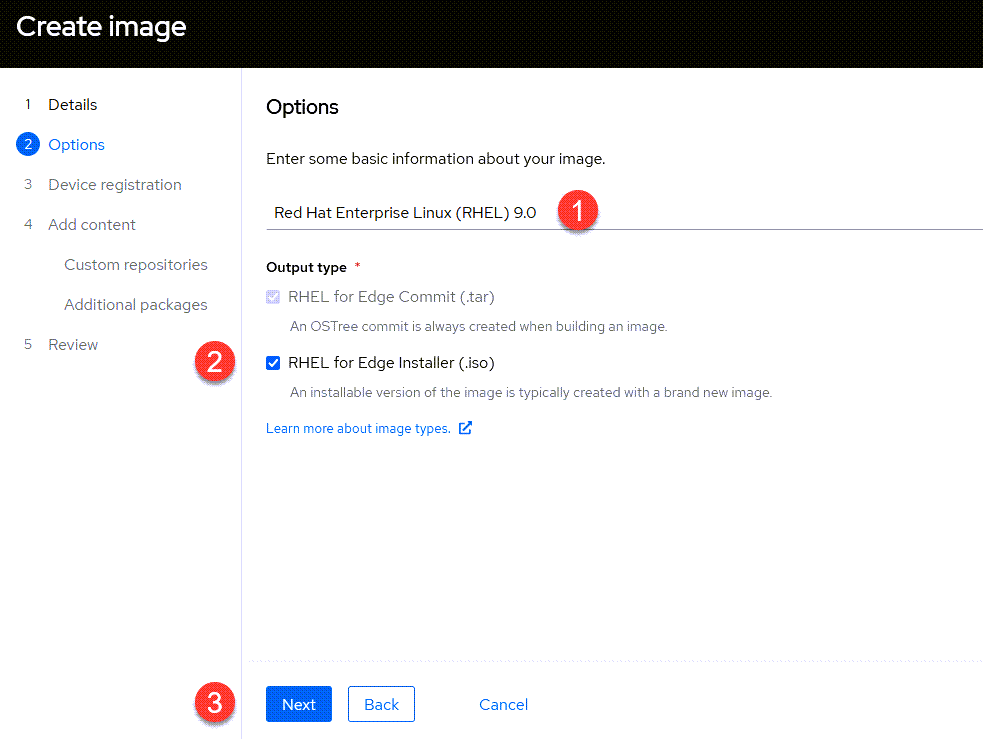 Create image
1 Details
2 Options
3 Device registration
4 Add content
Custom repositories
Additional packages
5 Review
Options
Enter some basic information about your image.
Red Hat Enterprise Linux (RHEL) 9.0 1
Output type *
RHEL for Edge Commit (.tar)
An OSTree commit is always created when building an image.
2 RHEL for Edge Installer (.iso)
An installable version of the image is typically created with a brand new image.
Learn more about image types.
3 Next Back Cancel